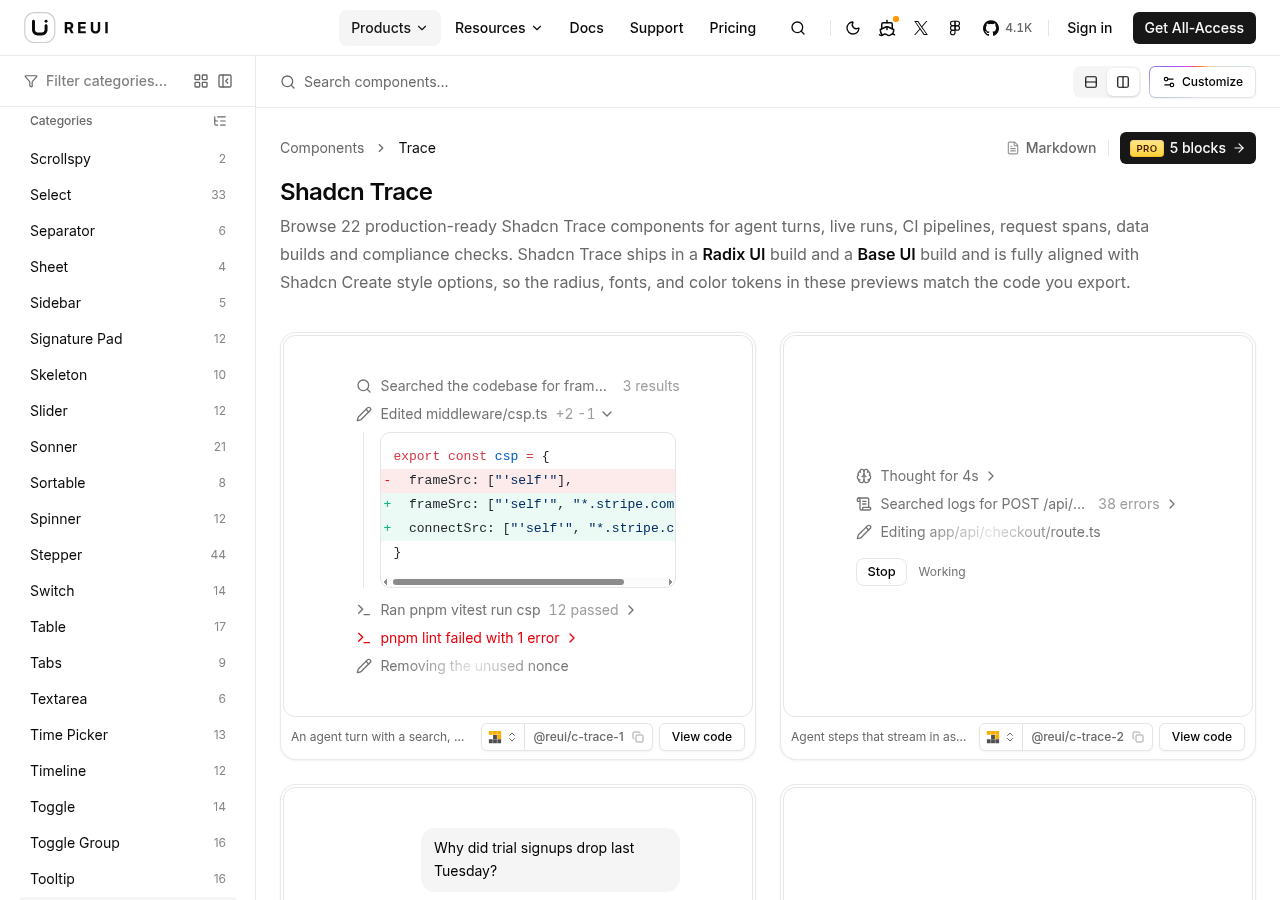 REUI
Products
Resources
Docs
Support
Pricing
4.1K
Sign in
Get All-Access
Filter categories...
Search components...
Customize
Categories
Scrollspy 2
Select 33
Separator 6
Sheet 4
Sidebar 5
Signature Pad 12
Skeleton 10
Slider 12
Sonner 21
Sortable 8
Spinner 12
Stepper 44
Switch 14
Table 17
Tabs 9
Textarea 6
Time Picker 13
Timeline 12
Toggle 14
Toggle Group 16
Tooltip 16
Components > Trace
Markdown
PRO 5 blocks →
Shadcn Trace
Browse 22 production-ready Shadcn Trace components for agent turns, live runs, CI pipelines, request spans, data
builds and compliance checks. Shadcn Trace ships in a Radix UI build and a Base UI build and is fully aligned with
Shadcn Create style options, so the radius, fonts, and color tokens in these previews match the code you export.
Searched the codebase for fram... 3 results
Edited middleware/csp.ts +2 -1
export const csp = {
- frameSrc: ["'self'"],
+ frameSrc: ["'self'", "*.stripe.com
+ connectSrc: ["'self'", "*.stripe.c
}
Ran pnpm vitest run csp 12 passed
pnpm lint failed with 1 error
Removing the unused nonce
An agent turn with a search, ...
@reui/c-trace-1
View code
Thought for 4s
Searched logs for POST /api/... 38 errors
Editing app/api/checkout/route.ts
Stop Working
Agent steps that stream in as...
@reui/c-trace-2
View code
Why did trial signups drop last
Tuesday?